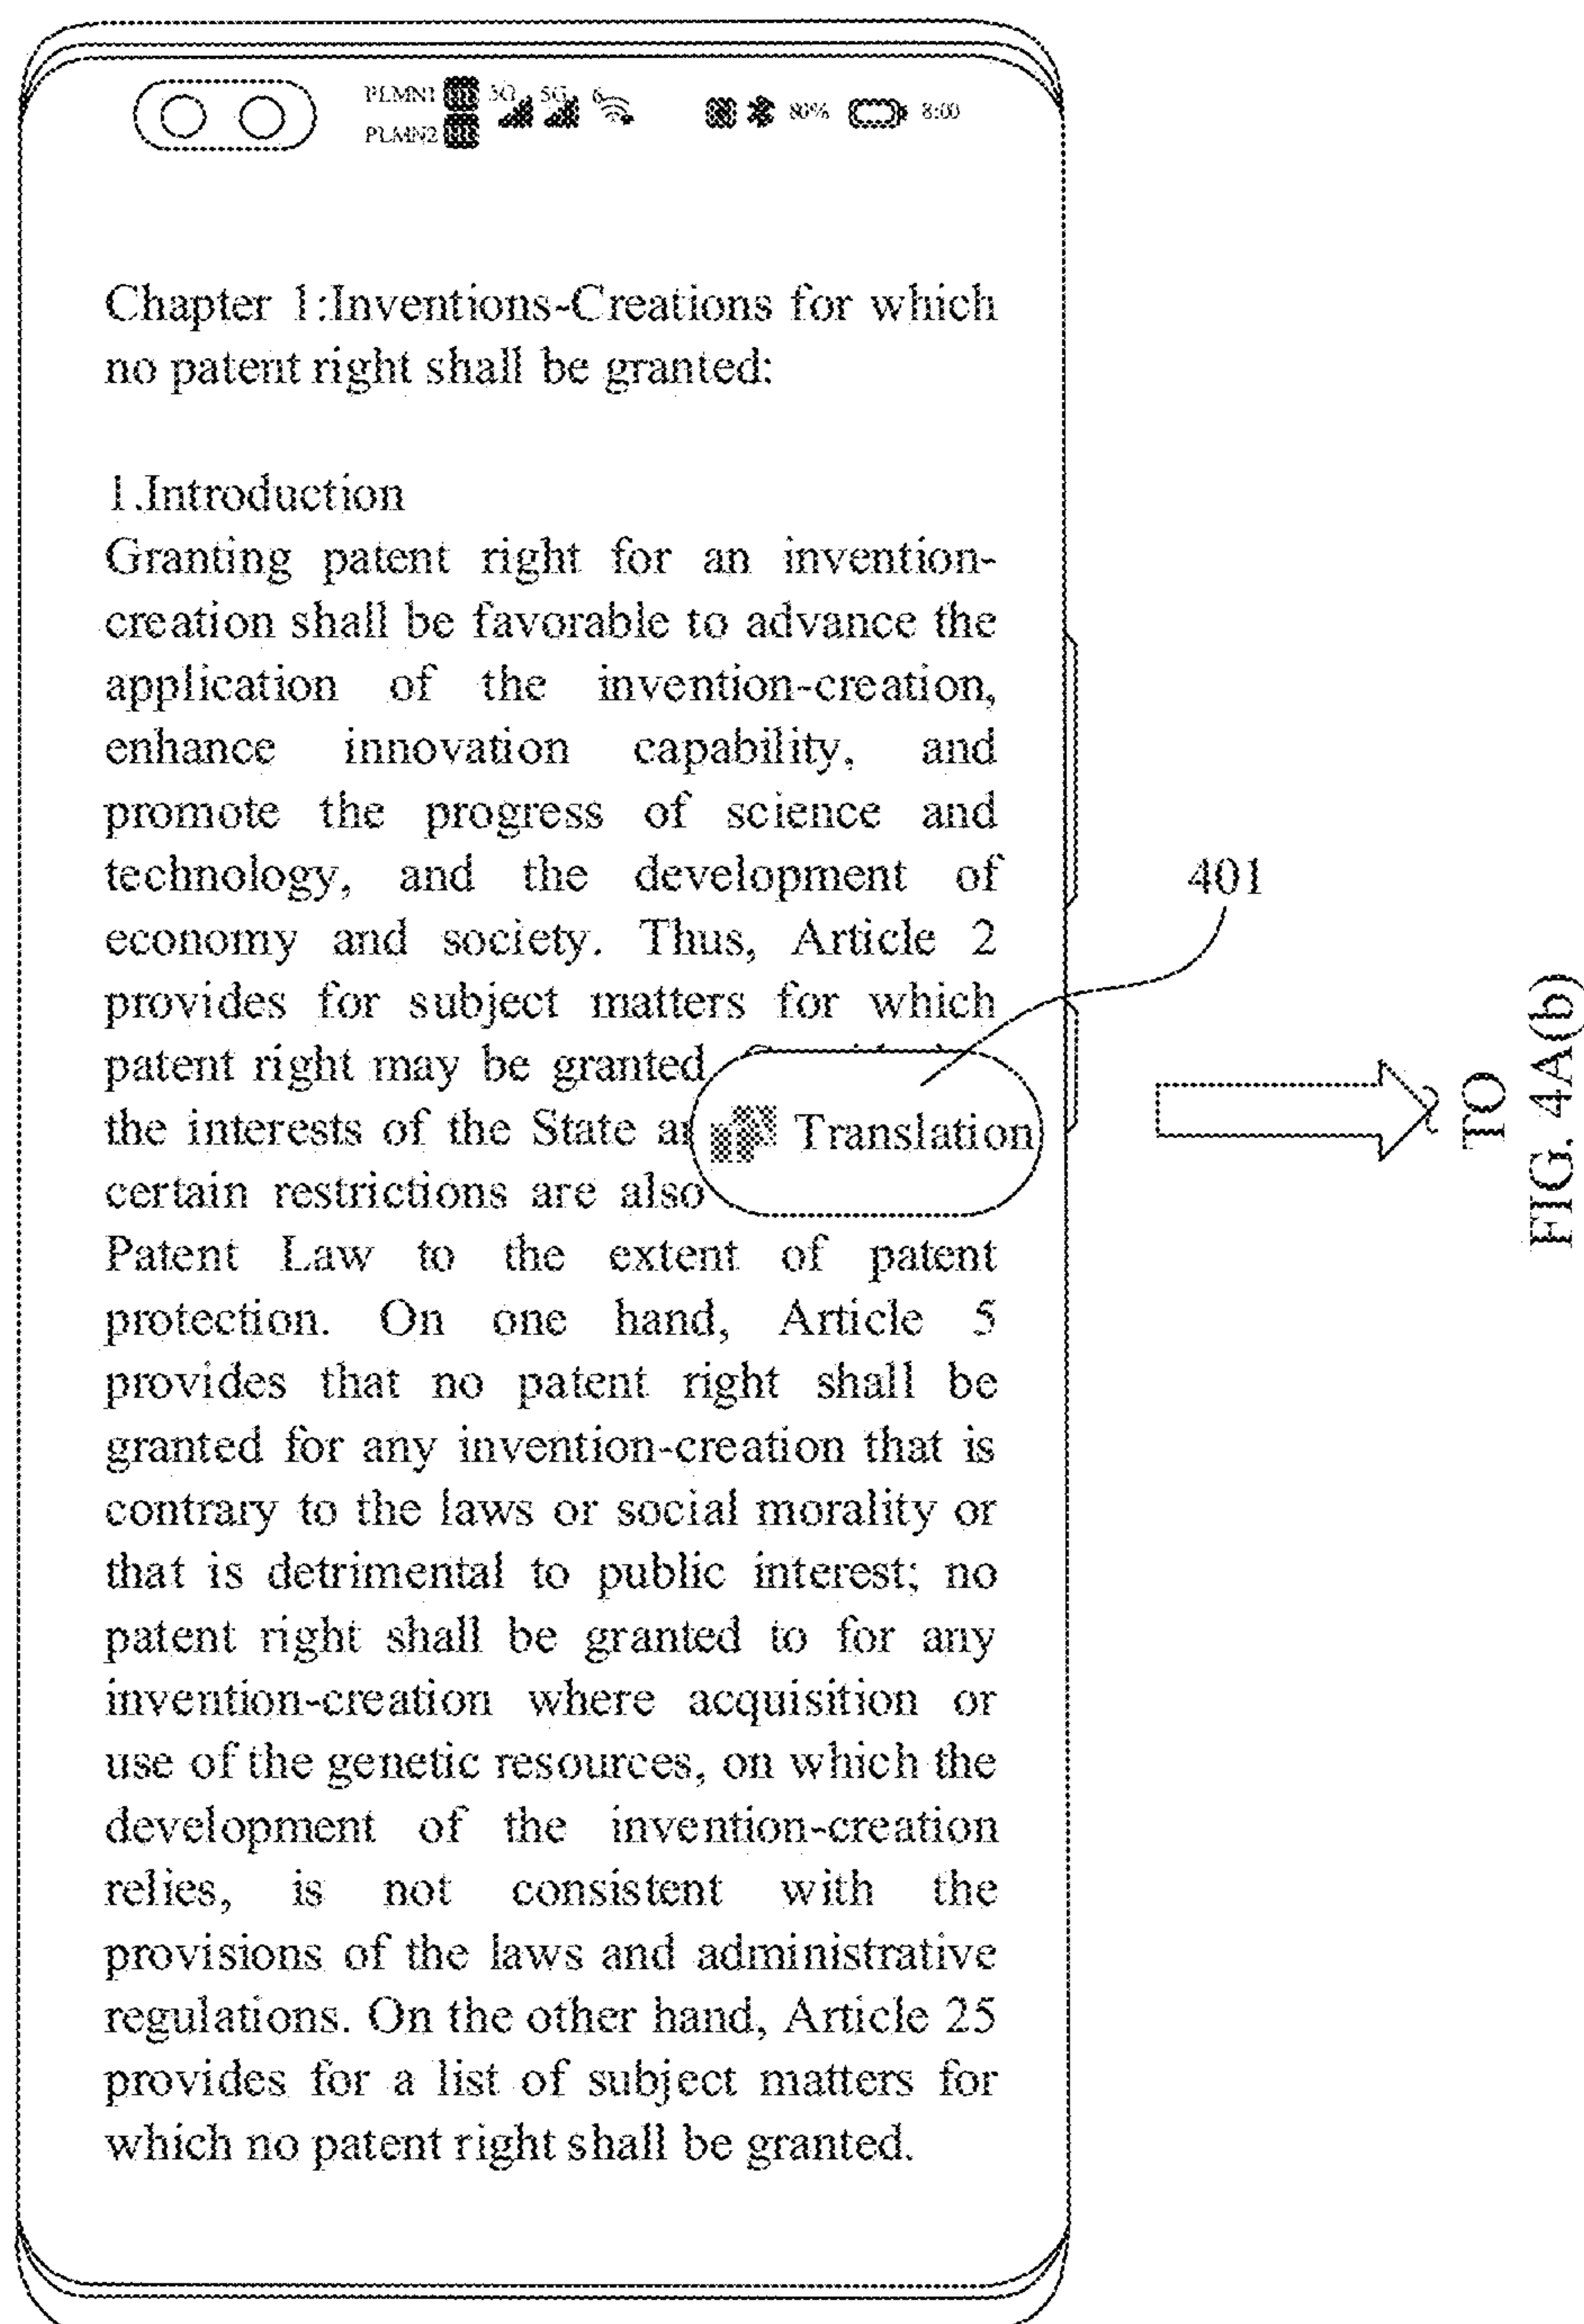 PLMN1 5G 5G 6
PLMN2 80% 8:00
Chapter 1:Inventions-Creations for which
no patent right shall be granted:
1.Introduction
Granting patent right for an invention-
creation shall be favorable to advance the
application of the invention-creation,
enhance innovation capability, and
promote the progress of science and
technology, and the development of
economy and society. Thus, Article 2
provides for subject matters for which
patent right may be granted
the interests of the State
certain restrictions are also
Translation
Patent Law to the extent of patent
protection. On one hand, Article 5
provides that no patent right shall be
granted for any invention-creation that is
contrary to the laws or social morality or
that is detrimental to public interest; no
patent right shall be granted to for any
invention-creation where acquisition or
use of the genetic resources, on which the
development of the invention-creation
relies, is not consistent with the
provisions of the laws and administrative
regulations. On the other hand, Article 25
provides for a list of subject matters for
which no patent right shall be granted.
401
TO
FIG. 4A(b)